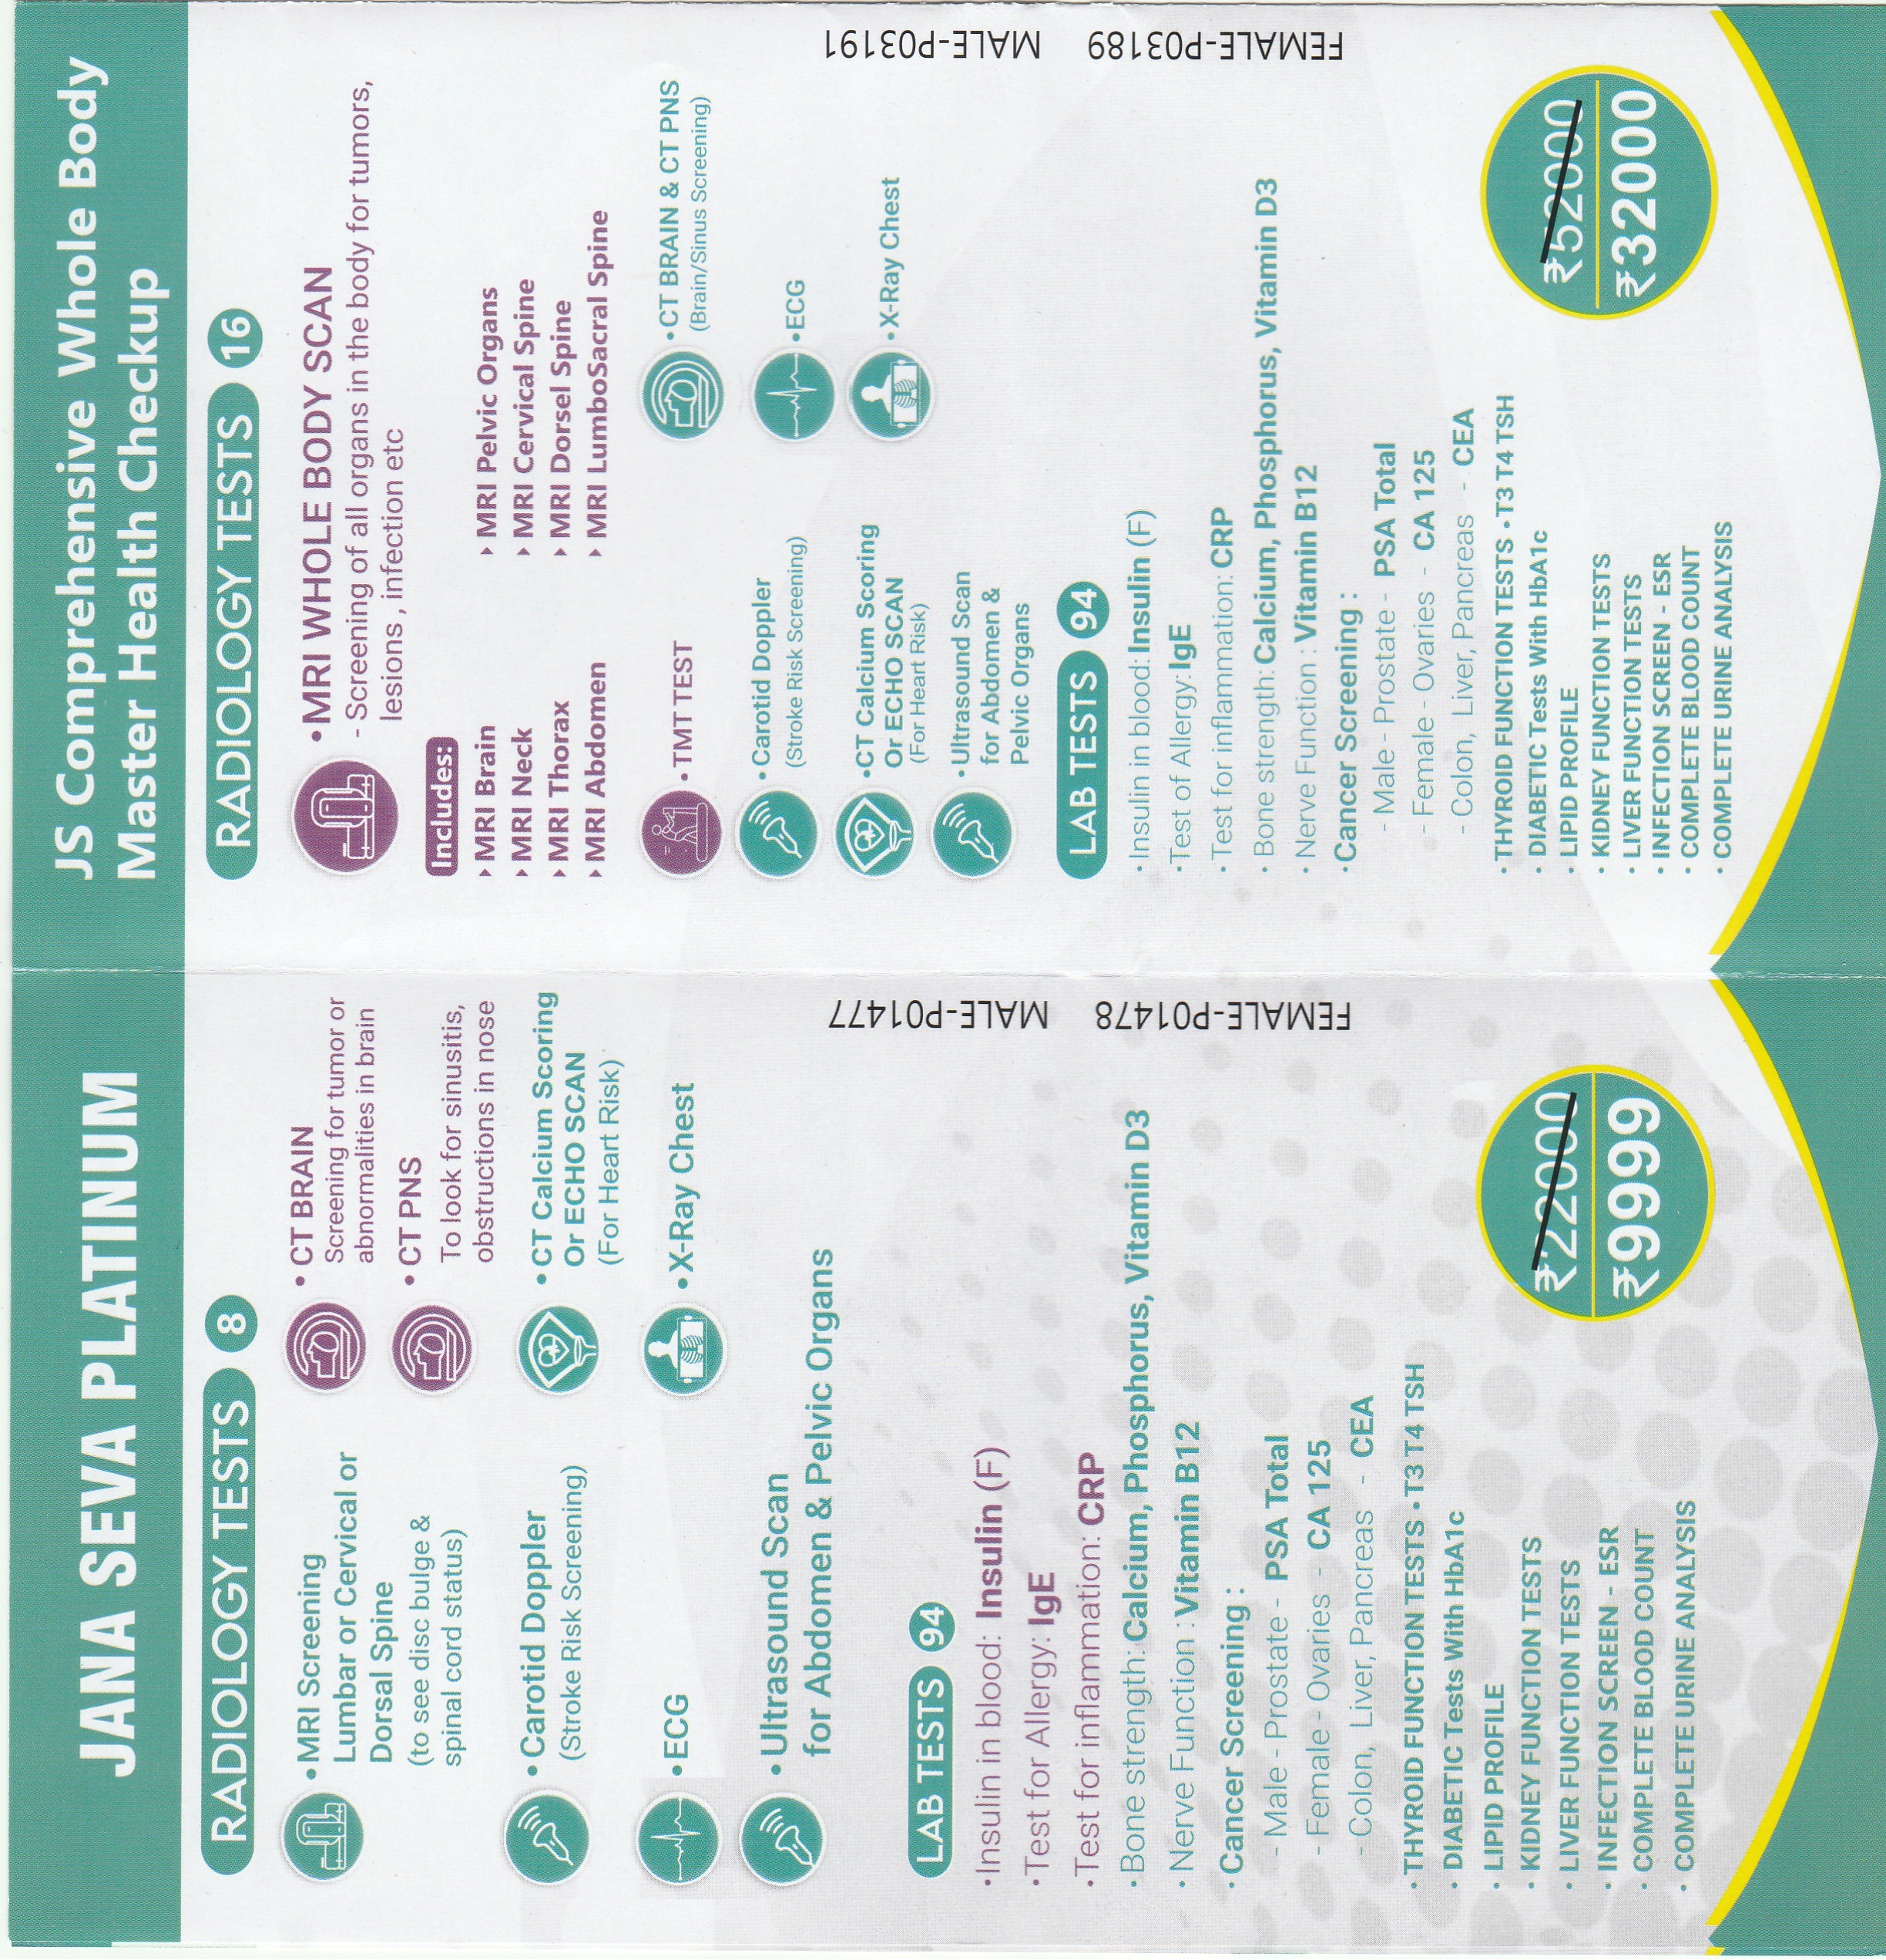 JANA SEVA PLATINUM
RADIOLOGY TESTS 8
• MRI Screening
Lumbar or Cervical or
Dorsal Spine
(to see disc bulge &
spinal cord status)
• CT BRAIN
Screening for tumor or
abnormalities in brain
• CT PNS
To look for sinusitis,
obstructions in nose
• Carotid Doppler
(Stroke Risk Screening)
• CT Calcium Scoring
Or ECHO SCAN
(For Heart Risk)
• ECG
• X-Ray Chest
• Ultrasound Scan
for Abdomen & Pelvic Organs
LAB TESTS 94
• Insulin in blood: Insulin (F)
• Test for Allergy: IgE
• Test for inflammation: CRP
• Bone strength: Calcium, Phosphorus, Vitamin D3
• Nerve Function : Vitamin B12
• Cancer Screening :
- Male - Prostate - PSA Total
- Female - Ovaries - CA 125
- Colon, Liver, Pancreas - CEA
• THYROID FUNCTION TESTS • T3 T4 TSH
• DIABETIC Tests With HbA1c
• LIPID PROFILE
• KIDNEY FUNCTION TESTS
• LIVER FUNCTION TESTS
• INFECTION SCREEN - ESR
• COMPLETE BLOOD COUNT
• COMPLETE URINE ANALYSIS
₹22000
₹9999
FEMALE-P01478 MALE-P01477
JS Comprehensive Whole Body
Master Health Checkup
RADIOLOGY TESTS 16
• MRI WHOLE BODY SCAN
- Screening of all organs in the body for tumors,
lesions , infection etc
Includes:
MRI Brain
MRI Neck
MRI Thorax
MRI Abdomen
MRI Pelvic Organs
MRI Cervical Spine
MRI Dorsel Spine
MRI LumboSacral Spine
• TMT TEST
• CT BRAIN & CT PNS
(Brain/Sinus Screening)
• Carotid Doppler
(Stroke Risk Screening)
• ECG
• CT Calcium Scoring
Or ECHO SCAN
(For Heart Risk)
• X-Ray Chest
• Ultrasound Scan
for Abdomen &
Pelvic Organs
LAB TESTS 94
• Insulin in blood: Insulin (F)
• Test of Allergy: IgE
• Test for inflammation: CRP
• Bone strength: Calcium, Phosphorus, Vitamin D3
• Nerve Function : Vitamin B12
• Cancer Screening :
- Male - Prostate - PSA Total
- Female - Ovaries - CA 125
- Colon, Liver, Pancreas - CEA
• THYROID FUNCTION TESTS • T3 T4 TSH
• DIABETIC Tests With HbA1c
• LIPID PROFILE
• KIDNEY FUNCTION TESTS
• LIVER FUNCTION TESTS
• INFECTION SCREEN - ESR
• COMPLETE BLOOD COUNT
• COMPLETE URINE ANALYSIS
₹52000
₹32000
FEMALE-P03189 MALE-P03191